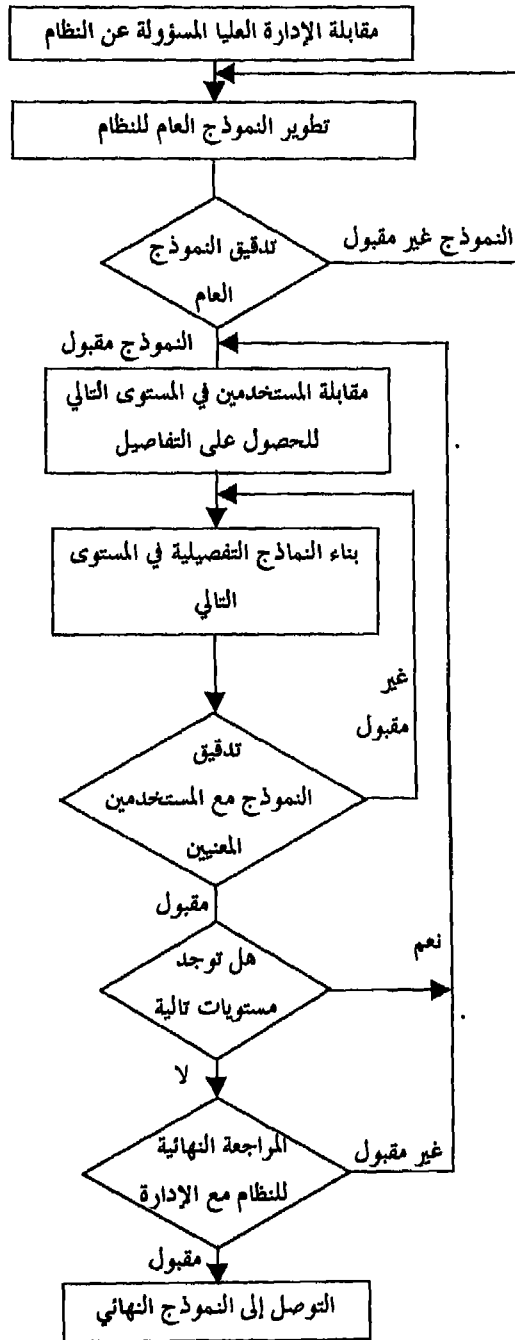 مقابلة الإدارة العليا المسؤولة عن النظام
تطوير النموذج العام للنظام
تدقيق النموذج
العام
النموذج غير مقبول
النموذج مقبول
مقابلة المستخدمين في المستوى التالي
للحصول على التفاصيل
بناء النماذج التفصيلية في المستوى
التالي
غير
مقبول
تدقيق
النموذج مع المستخدمين
المعنيين
مقبول
هل توجد
مستويات تالية
نعم
لا
المراجعة النهائية
للنظام مع الإدارة
غير مقبول
مقبول
التوصل إلى النموذج النهائي